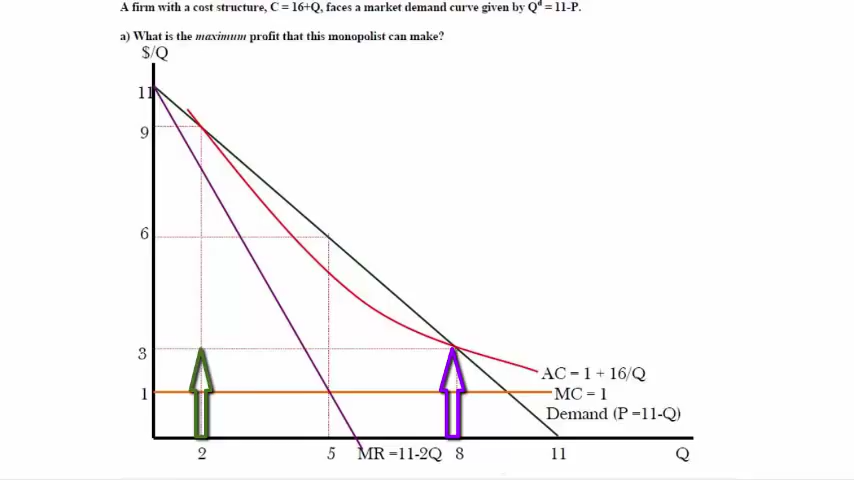 A firm with a cost structure, C = 16+Q, faces a market demand curve given by Qᵈ = 11-P.
a) What is the maximum profit that this monopolist can make?
$/Q
11
9
6
3
AC = 1 + 16/Q
1
MC = 1
Demand (P =11-Q)
2
5
MR =11-2Q
8
11
Q